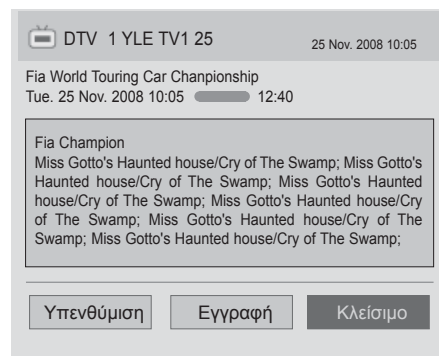 DTV 1 YLE TV1 25 25 Nov. 2008 10:05
Fia World Touring Car Chanpionship
Tue. 25 Nov. 2008 10:05 12:40
Fia Champion
Miss Gotto's Haunted house/Cry of The Swamp; Miss Gotto's
Haunted house/Cry of The Swamp; Miss Gotto's Haunted
house/Cry of The Swamp; Miss Gotto's Haunted house/Cry
of The Swamp; Miss Gotto's Haunted house/Cry of The
Swamp; Miss Gotto's Haunted house/Cry of The Swamp;
Υπενθύμιση Εγγραφή Κλείσιμο